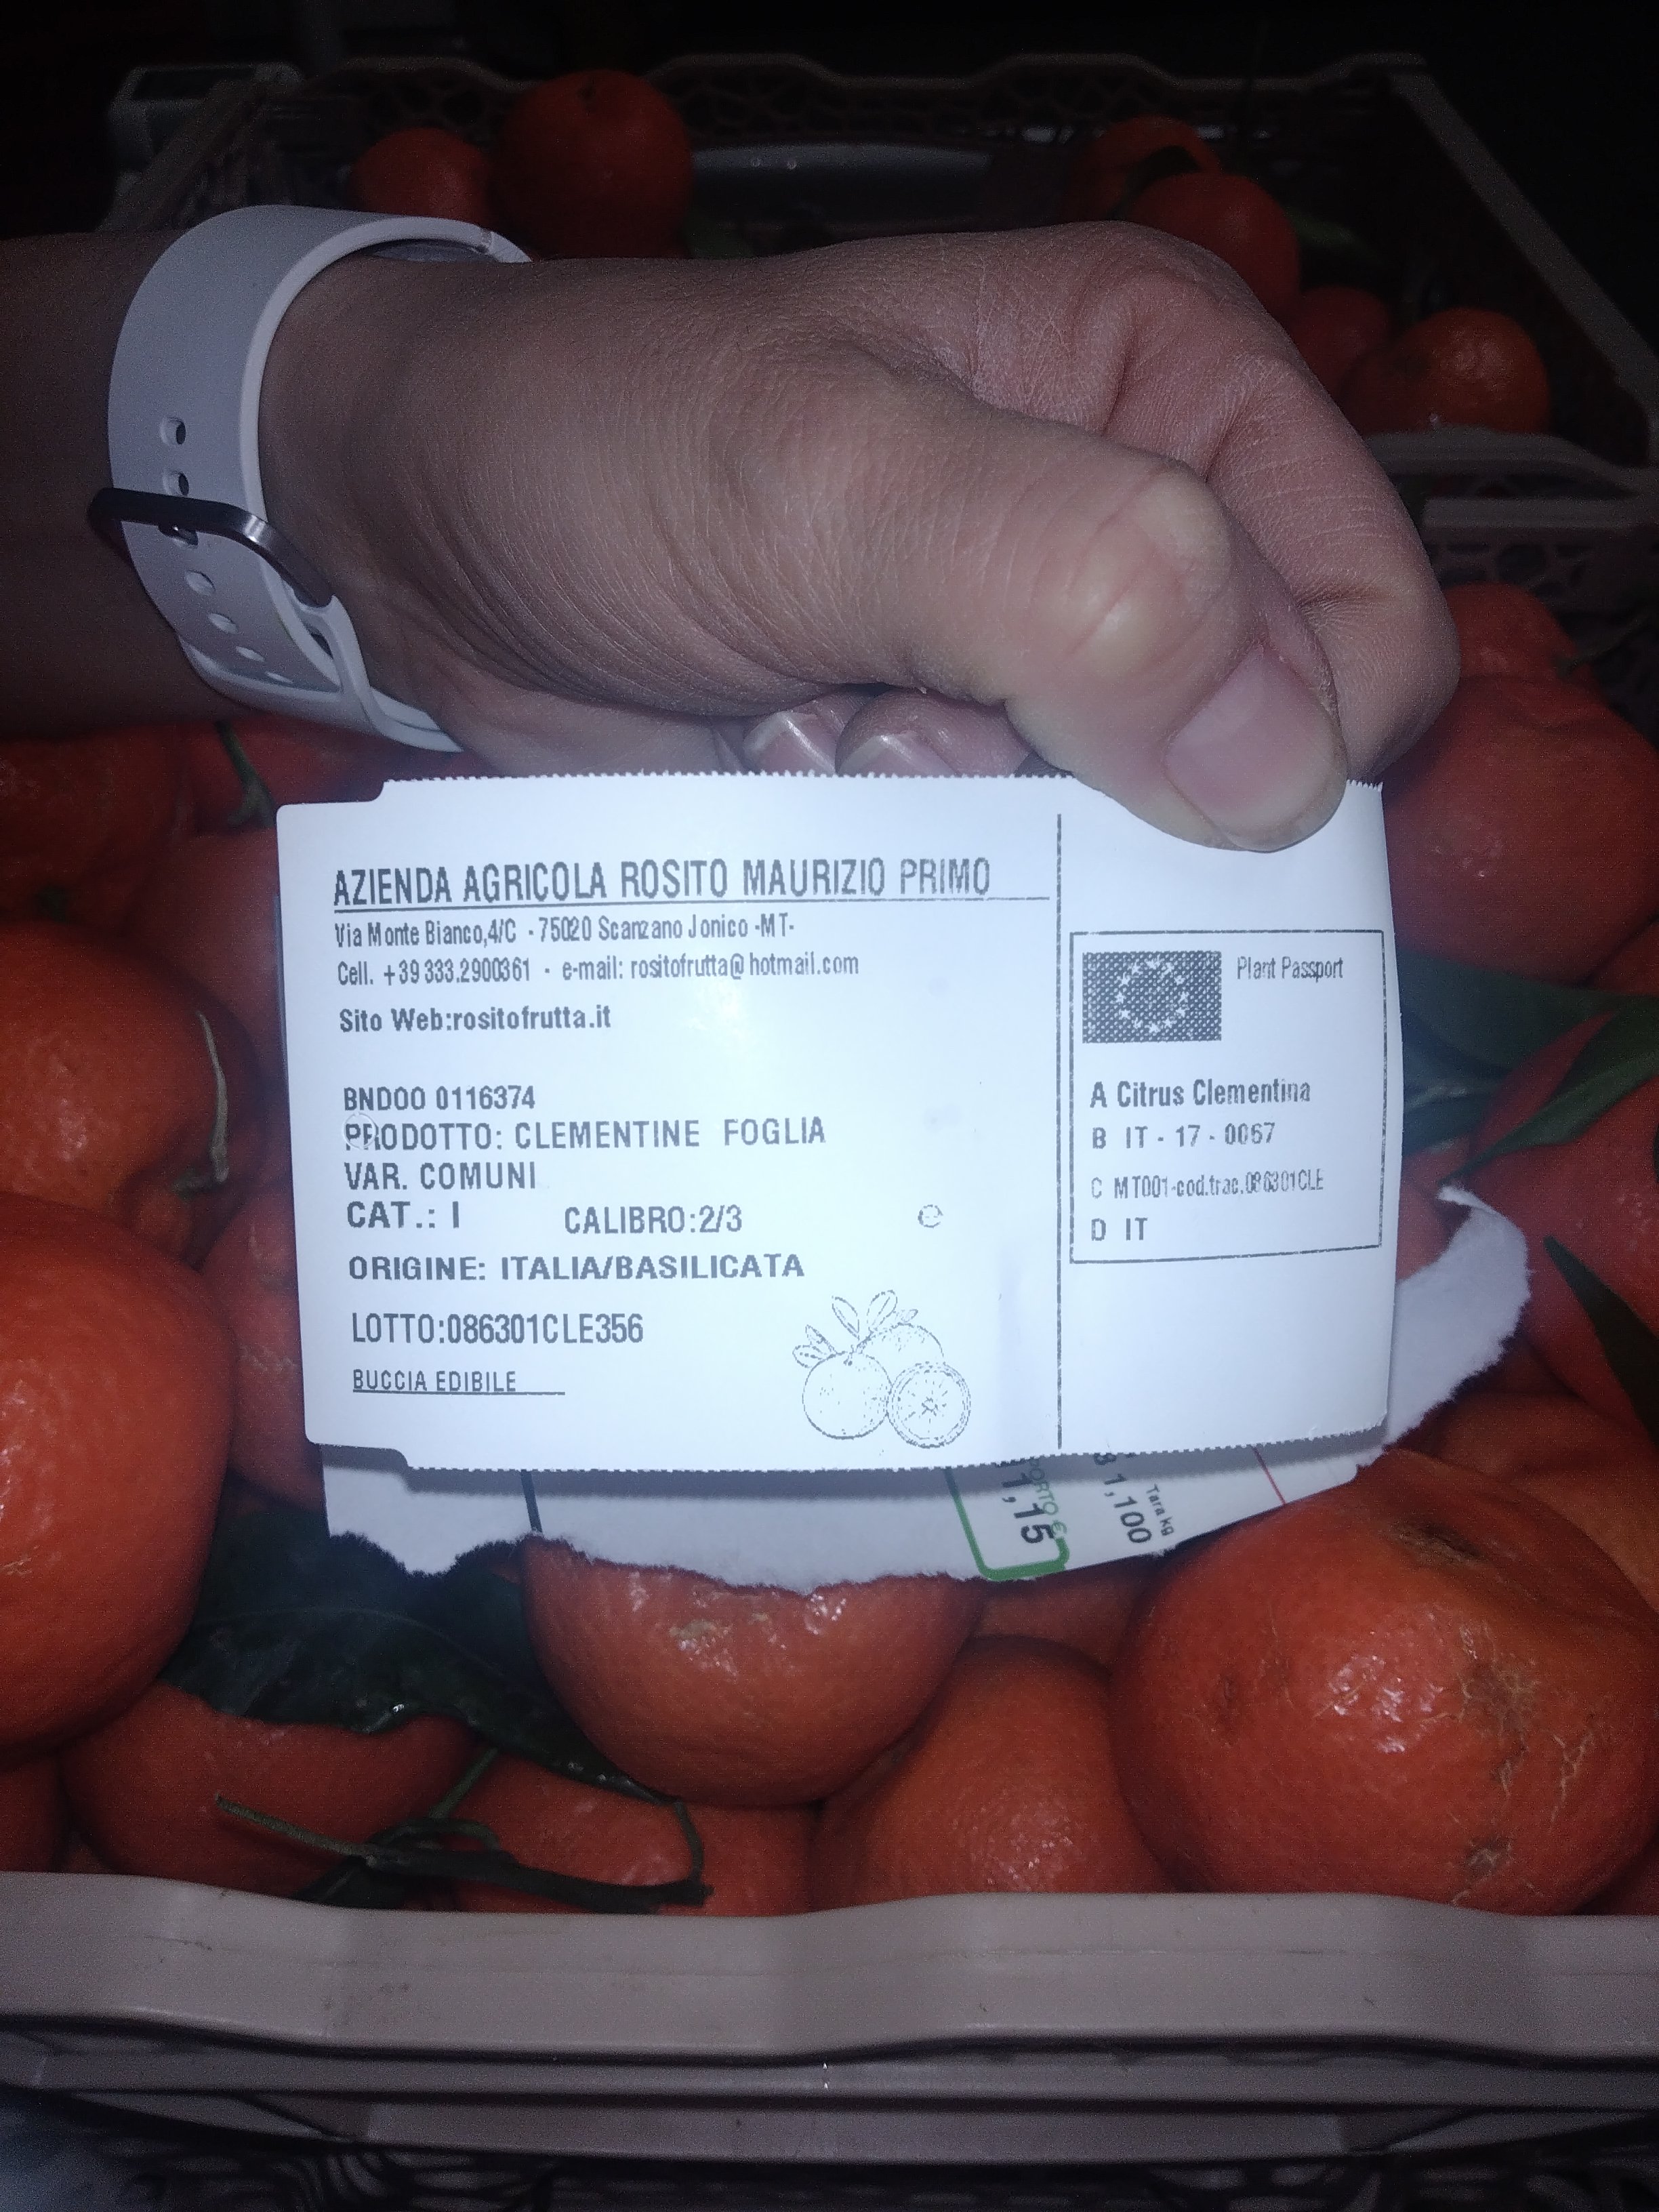 AZIENDA AGRICOLA ROSITO MAURIZIO PRIMO
Via Monte Bianco,4/C - 75020 Scanzano Jonico -MT-
Cell. +39 333.2900361 - e-mail: rositofrutta@hotmail.com
Sito Web:rositofrutta.it
BNDOO 0116374
PRODOTTO: CLEMENTINE FOGLIA
VAR. COMUNI
CAT.: I CALIBRO:2/3 e
ORIGINE: ITALIA/BASILICATA
LOTTO:086301CLE356
BUCCIA EDIBILE
Plant Passport
A Citrus Clementina
B IT - 17 - 0067
C MT001-cod.trac.086301CLE
D IT
1,15
1,100
Tara kg